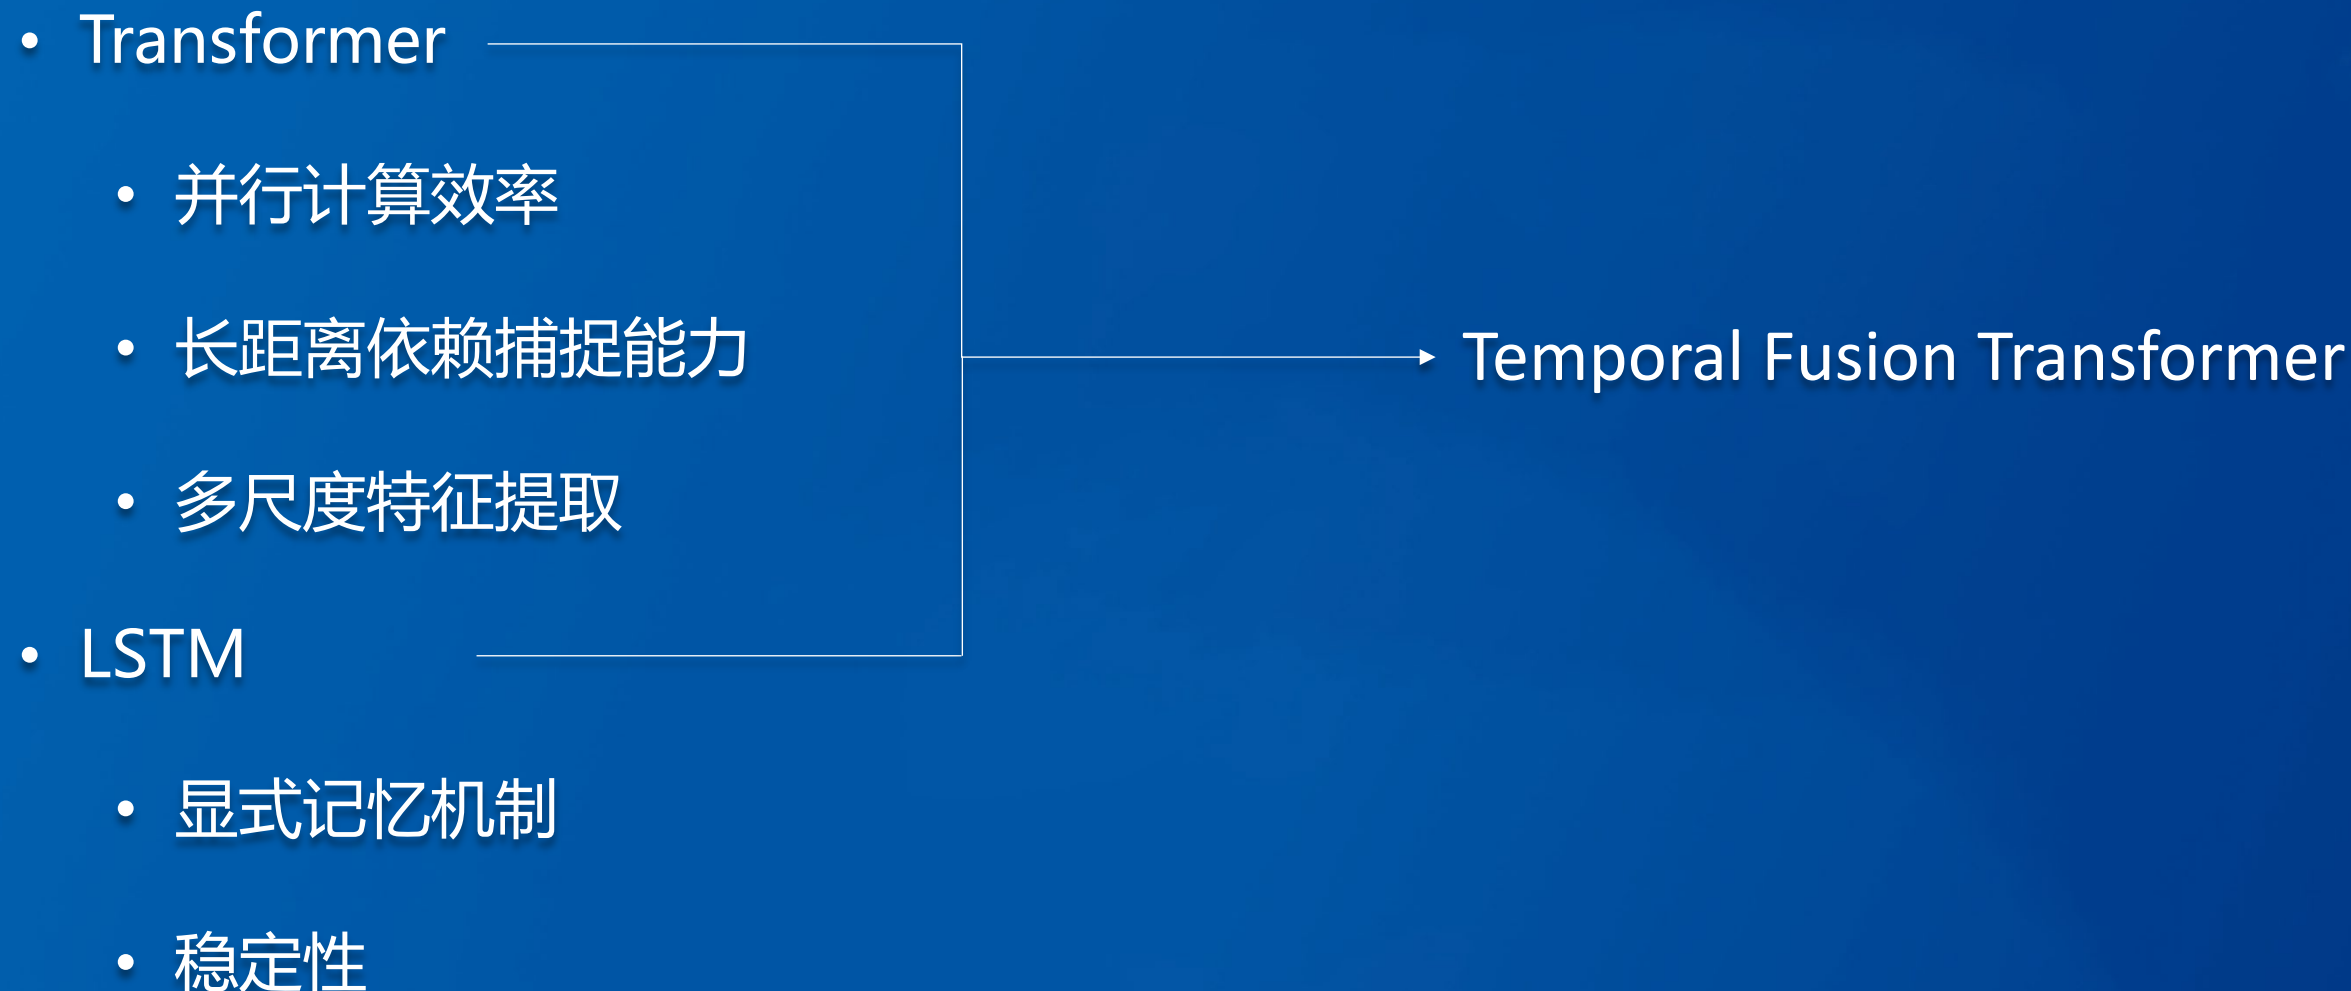 • Transformer
• 并行计算效率
• 长距离依赖捕捉能力
• 多尺度特征提取
• LSTM
• 显式记忆机制
• 稳定性
Temporal Fusion Transformer